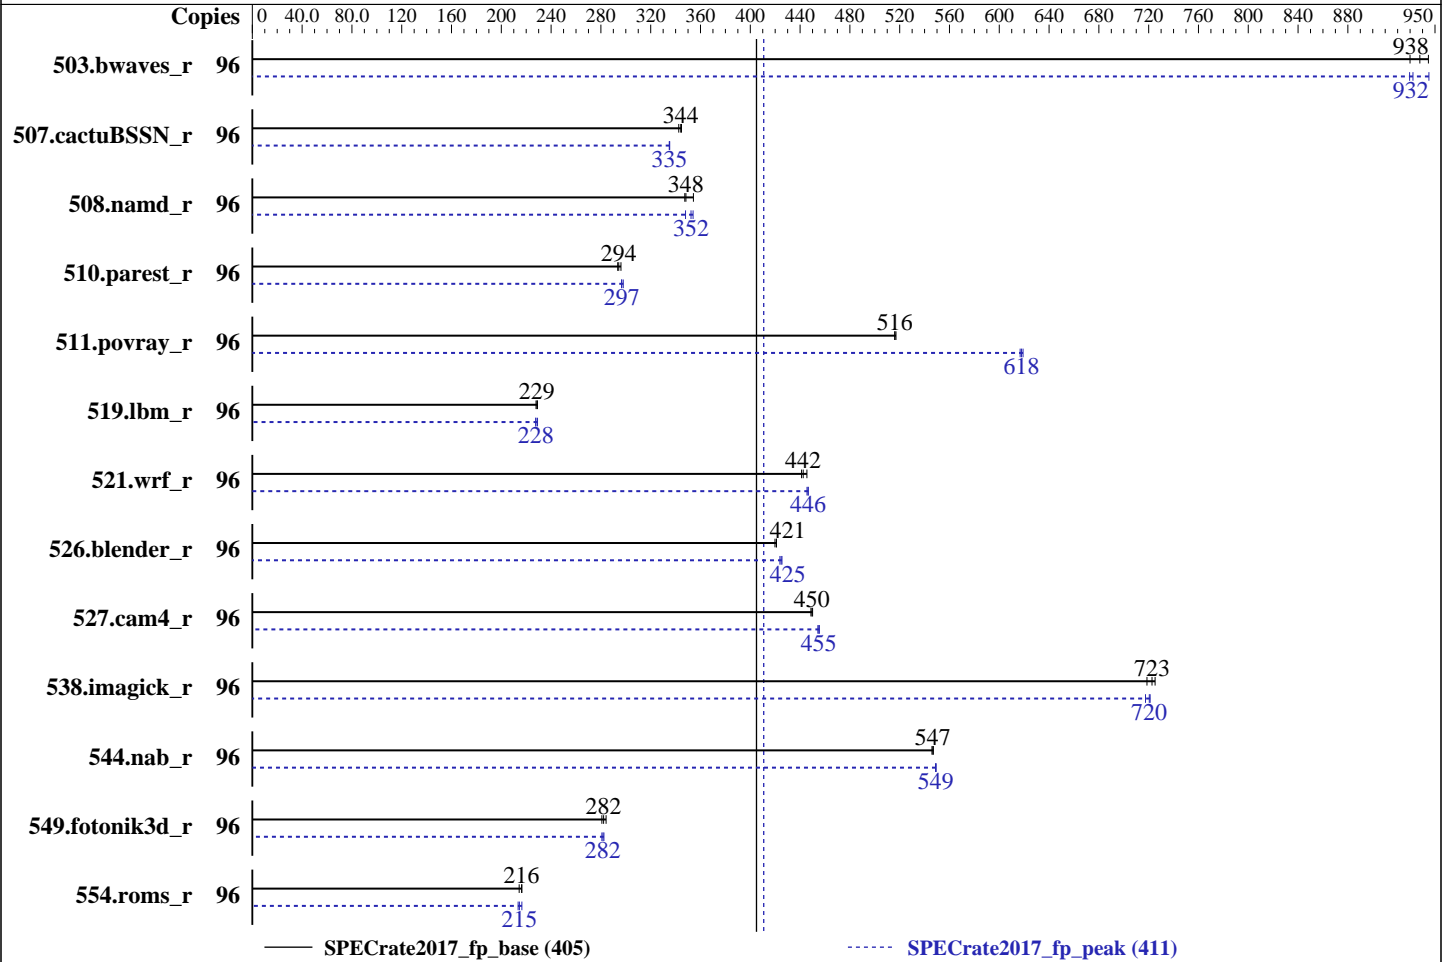 Copies 0 40.0 80.0 120 160 200 240 280 320 360 400 440 480 520 560 600 640 680 720 760 800 840 880 950
938
503.bwaves_r 96
932
344
507.cactuBSSN_r 96
335
348
508.namd_r 96
352
294
510.parest_r 96
297
516
511.povray_r 96
618
229
519.lbm_r 96
228
442
521.wrf_r 96
446
421
526.blender_r 96
425
450
527.cam4_r 96
455
723
538.imagick_r 96
720
547
544.nab_r 96
549
282
549.fotonik3d_r 96
282
216
554.roms_r 96
215
SPECrate2017_fp_base (405) SPECrate2017_fp_peak (411)